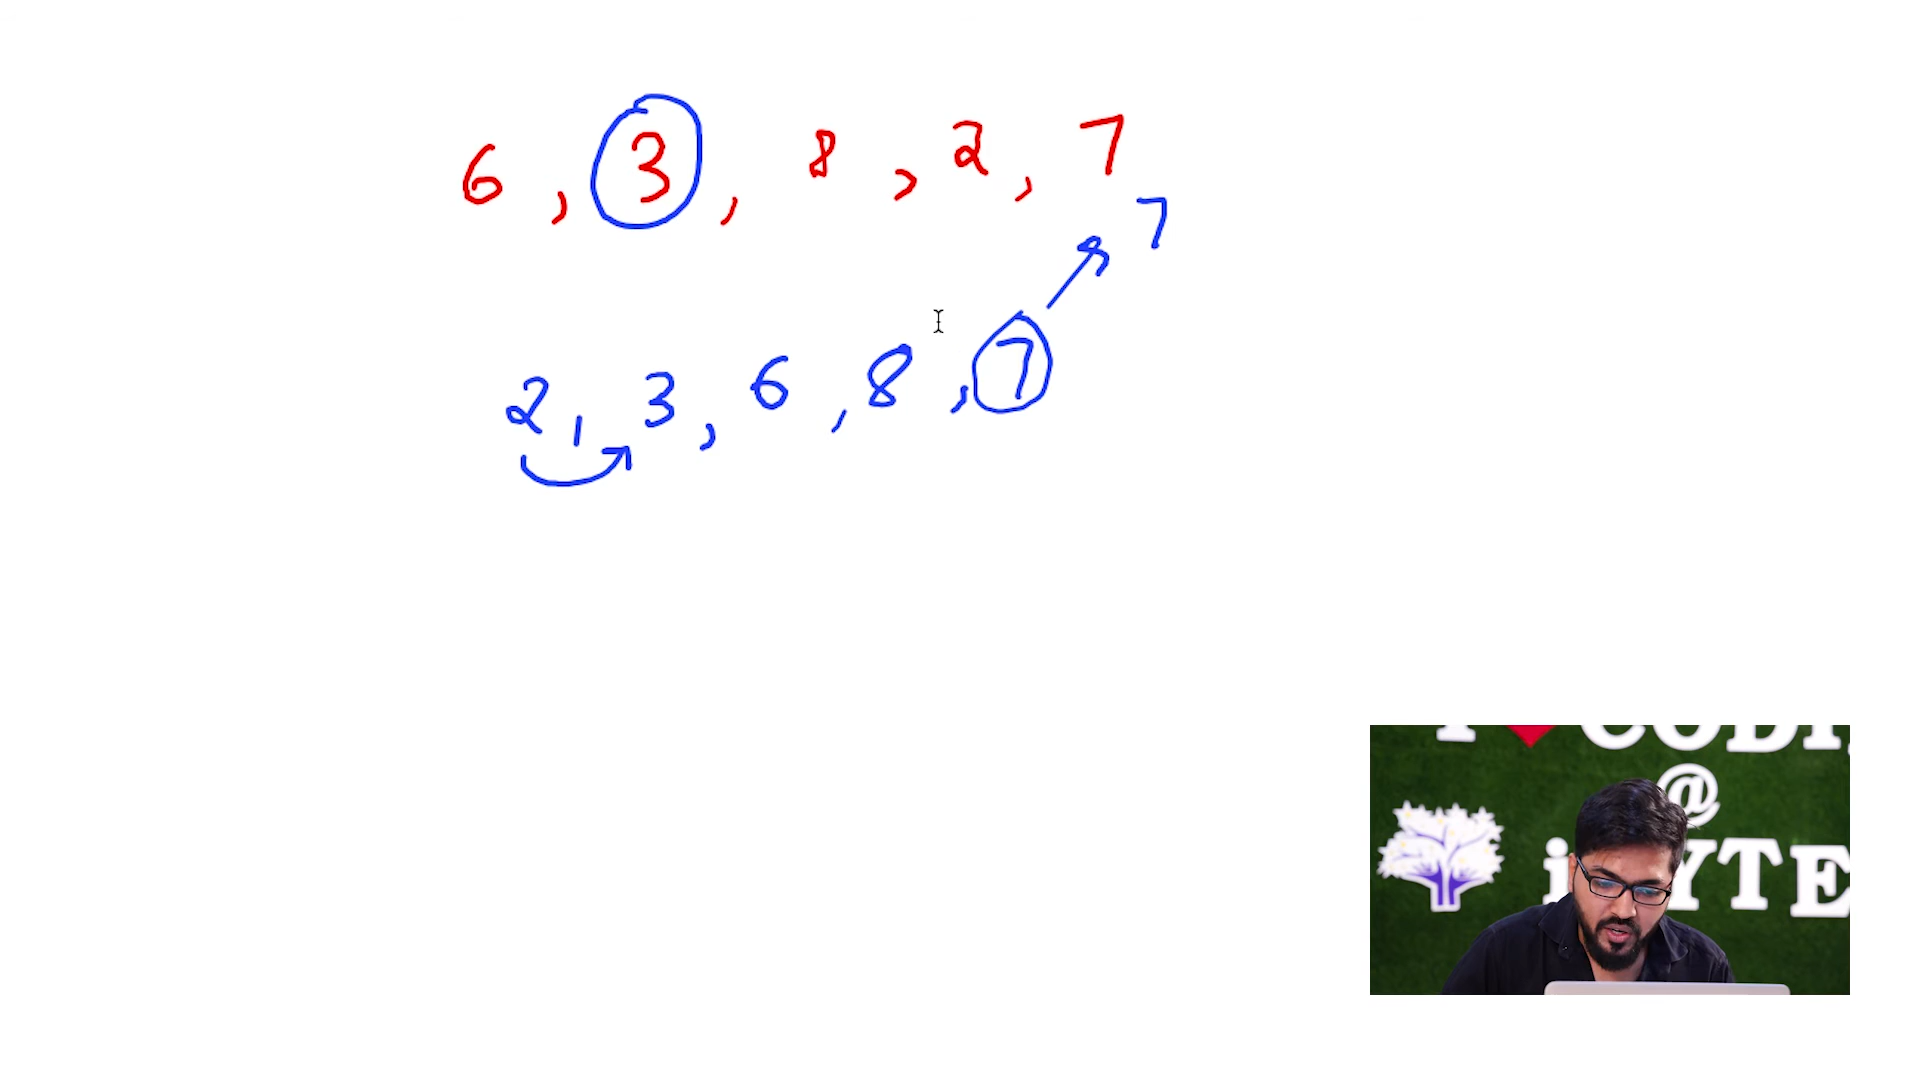 6, 3, 8, 2, 7
7
2, 3, 6, 8, 7
@